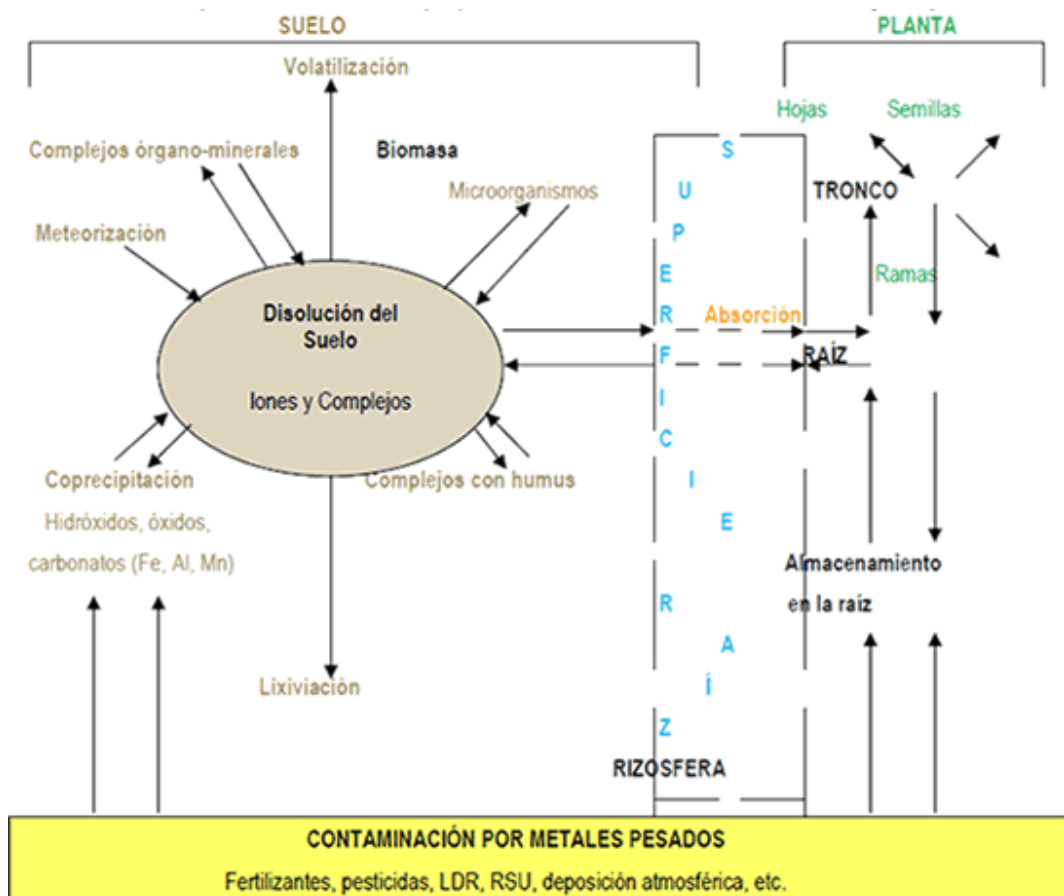 SUELO
PLANTA
Volatilización
Hojas
Semillas
Complejos órgano-minerales
Biomasa
Microorganismos
TRONCO
Meteorización
Ramas
SUPERFICIE RAÍZ
Disolución del
Suelo
Iones y Complejos
Absorción
RAÍZ
Coprecipitación
Hidróxidos, óxidos,
carbonatos (Fe, Al, Mn)
Complejos con humus
Almacenamiento
en la raíz
Lixiviación
RIZOSFERA
CONTAMINACIÓN POR METALES PESADOS
Fertilizantes, pesticidas, LDR, RSU, deposición atmosférica, etc.